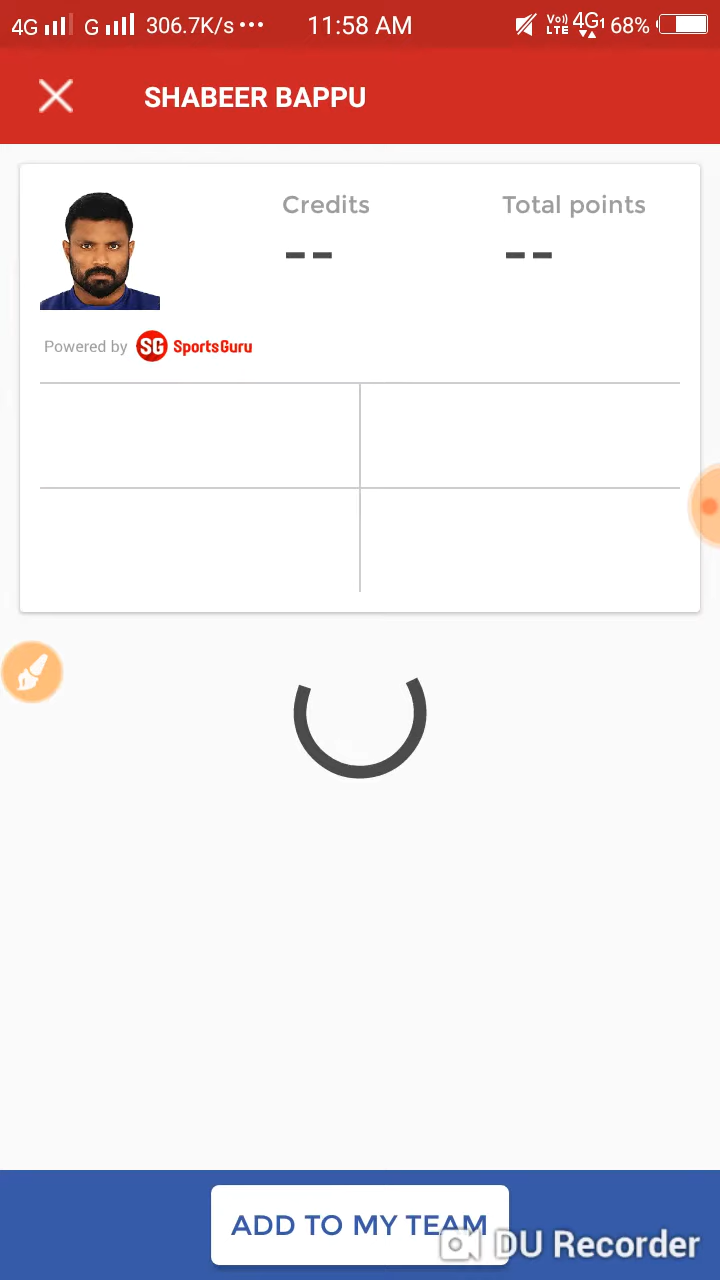 4G G 306.7K/s ••• 11:58 AM Vo)) LTE 4G 1 68%
SHABEER BAPPU
Credits Total points
-- --
Powered by SG SportsGuru
ADD TO MY TEAM
DU Recorder